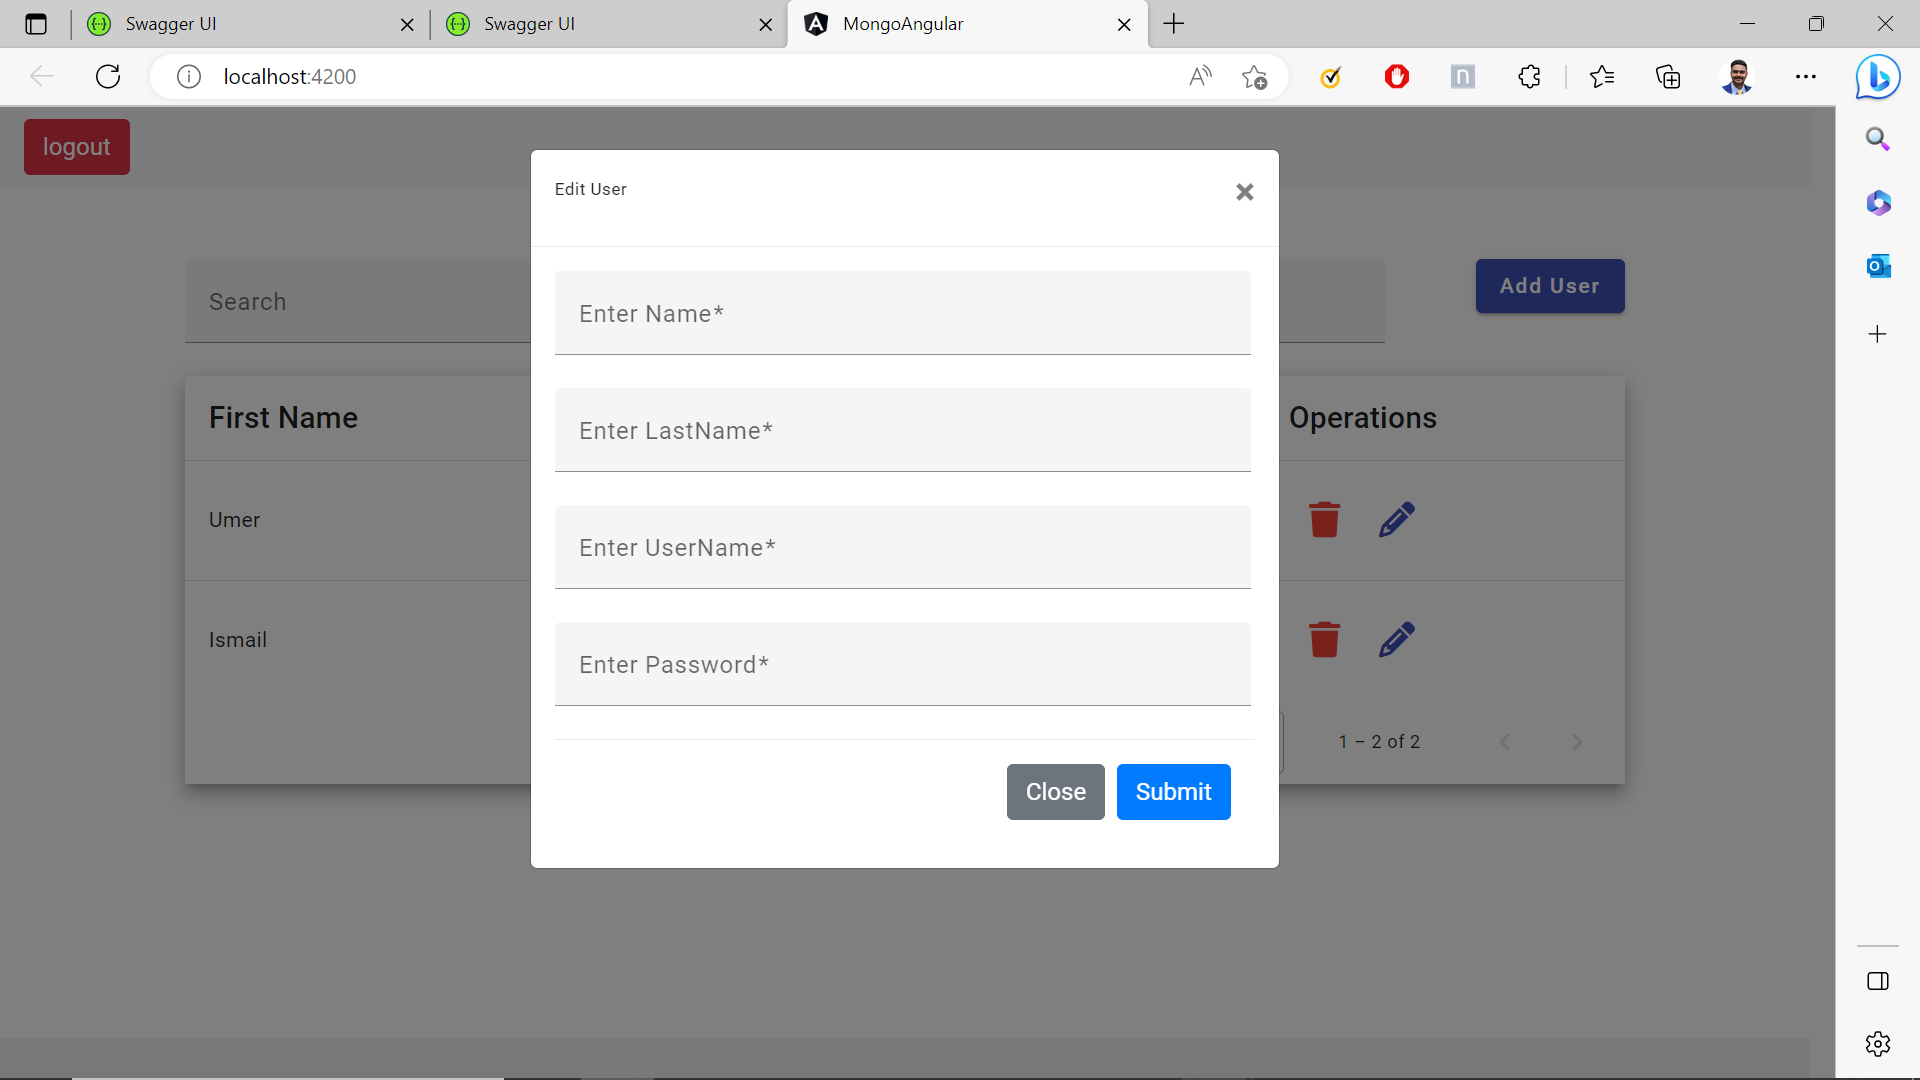 Swagger UI
Swagger UI
MongoAngular
localhost:4200
logout
Edit User
Search
Add User
Enter Name*
First Name
Operations
Enter LastName*
Umer
Enter UserName*
Ismail
Enter Password*
1 – 2 of 2
Close
Submit